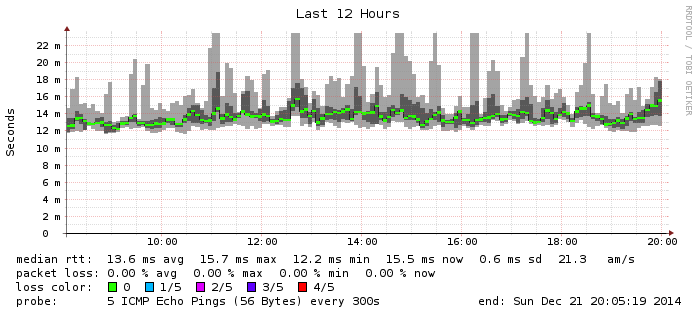 Last 12 Hours
RRDTOOL / TOBI OETIKER
Seconds
22 m
20 m
18 m
16 m
14 m
12 m
10 m
8 m
6 m
4 m
2 m
0
10:00 12:00 14:00 16:00 18:00 20:00
median rtt: 13.6 ms avg 15.7 ms max 12.2 ms min 15.5 ms now 0.6 ms sd 21.3 am/s
packet loss: 0.00 % avg 0.00 % max 0.00 % min 0.00 % now
loss color: 0 1/5 2/5 3/5 4/5
probe: 5 ICMP Echo Pings (56 Bytes) every 300s end: Sun Dec 21 20:05:19 2014